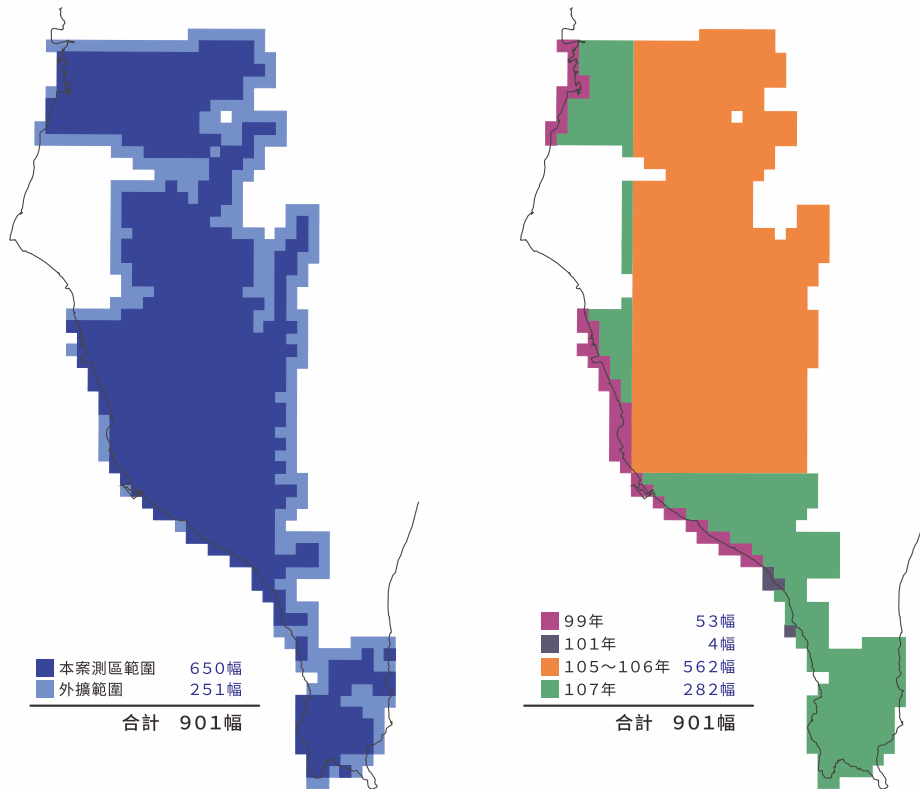 本案測區範圍 650幅
外擴範圍 251幅
合計 901幅
99年 53幅
101年 4幅
105～106年 562幅
107年 282幅
合計 901幅